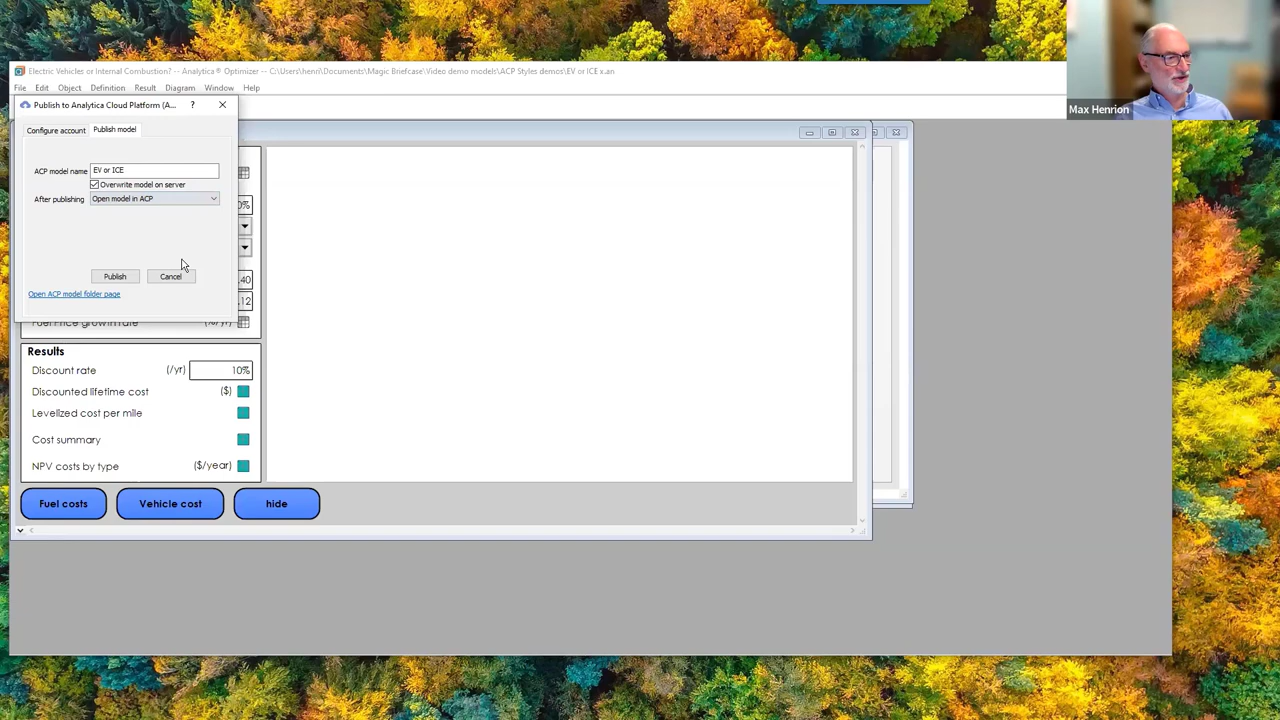 Electric Vehicles or Internal Combustion? -- Analytica® Optimizer -- C:\Users\henri\Documents\Magic Briefcase\Video demo models\ACP Styles demos\EV or ICE x.an
Max Henrion
File Edit Object Definition Result Diagram Window Help
Publish to Analytica Cloud Platform (A... ?
Configure account Publish model
ACP model name EV or ICE
Overwrite model on server
After publishing Open model in ACP
Publish Cancel
Open ACP model folder page
0%
.40
.12
Fuel Price growth rate (%/yr)
Results
Discount rate (/yr) 10%
Discounted lifetime cost ($)
Levelized cost per mile
Cost summary
NPV costs by type ($/year)
Fuel costs Vehicle cost hide